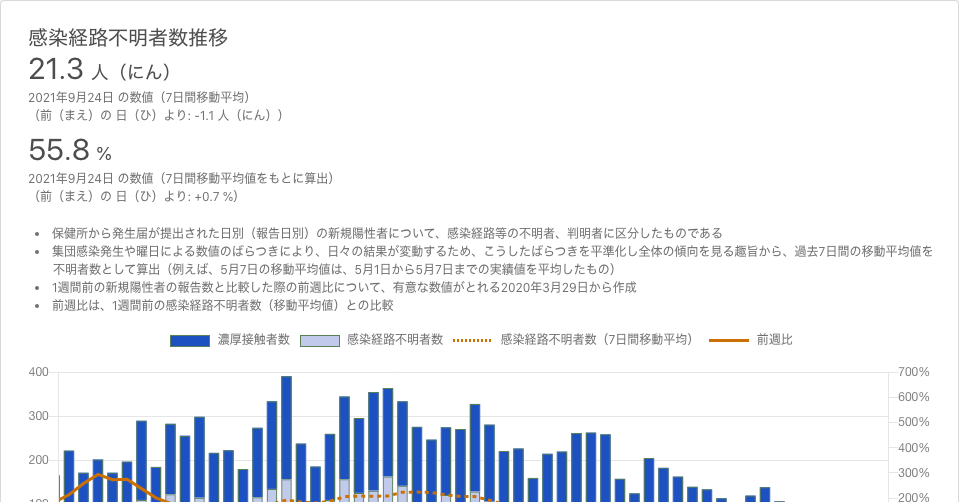 感染経路不明者数推移
21.3 人（にん）
2021年9月24日 の数値（7日間移動平均）
（前（まえ）の 日（ひ）より: -1.1 人（にん））
55.8 %
2021年9月24日 の数値（7日間移動平均値をもとに算出）
（前（まえ）の 日（ひ）より: +0.7 %）
• 保健所から発生届が提出された日別（報告日別）の新規陽性者について、感染経路等の不明者、判明者に区分したものである
• 集団感染発生や曜日による数値のばらつきにより、日々の結果が変動するため、こうしたばらつきを平準化し全体の傾向を見る趣旨から、過去7日間の移動平均値を
不明者数として算出（例えば、5月7日の移動平均値は、5月1日から5月7日までの実績値を平均したもの）
• 1週間前の新規陽性者の報告数と比較した際の前週比について、有意な数値がとれる2020年3月29日から作成
• 前週比は、1週間前の感染経路不明者数（移動平均値）との比較
濃厚接触者数 感染経路不明者数 感染経路不明者数（7日間移動平均） 前週比
400 700%
600%
300 500%
400%
200 300%
100 200%